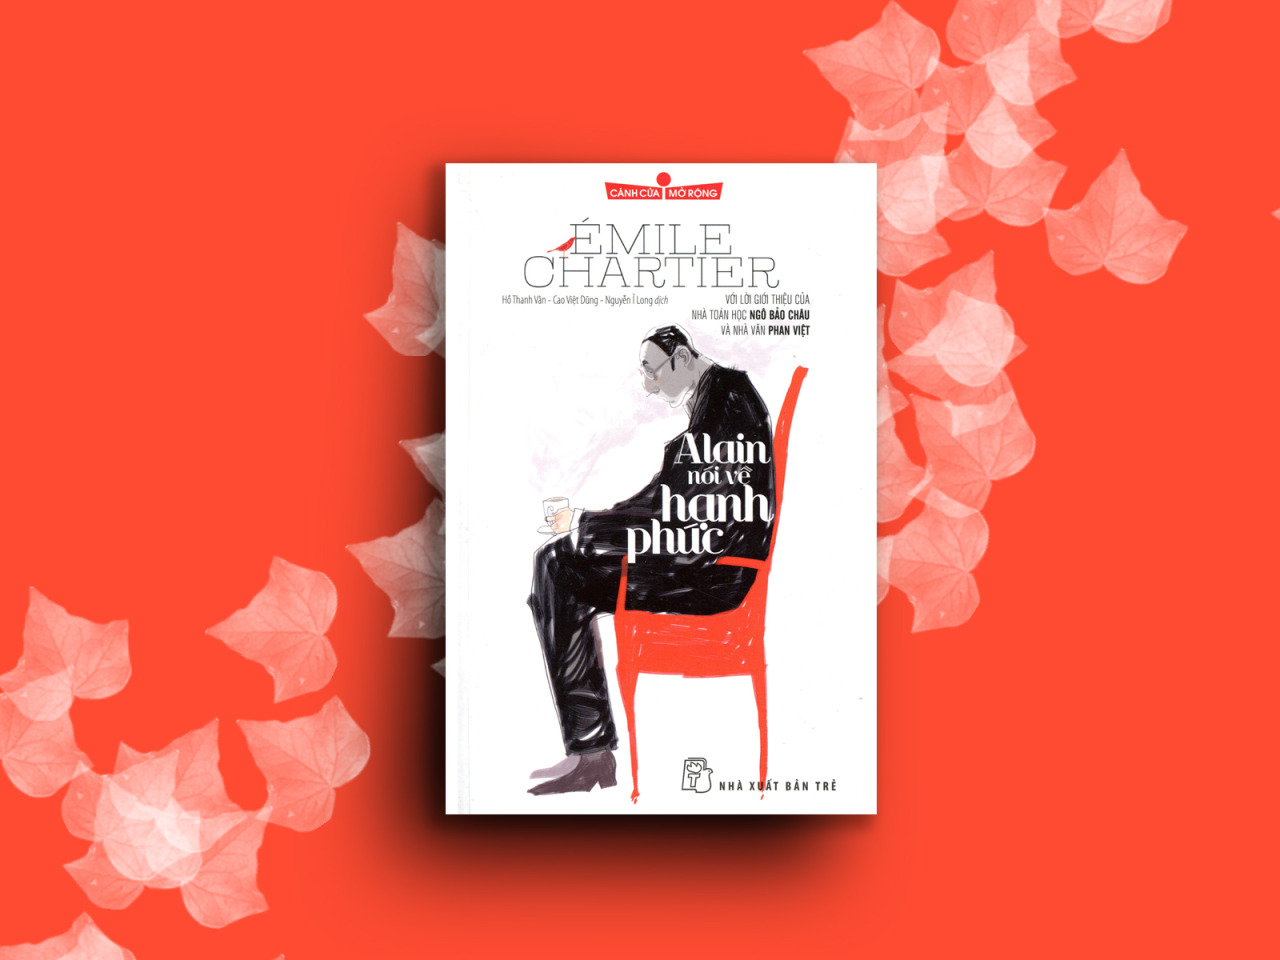 CÁNH CỬA MỞ RỘNG
ÉMILE
CHARTIER
Hồ Thanh Vân - Cao Việt Dũng - Nguyễn Ỉ Long dịch
VỚI LỜI GIỚI THIỆU CỦA
NHÀ TOÁN HỌC NGÔ BẢO CHÂU
VÀ NHÀ VĂN PHAN VIỆT
Alain
nói về
hạnh
phúc
NHÀ XUẤT BẢN TRẺ